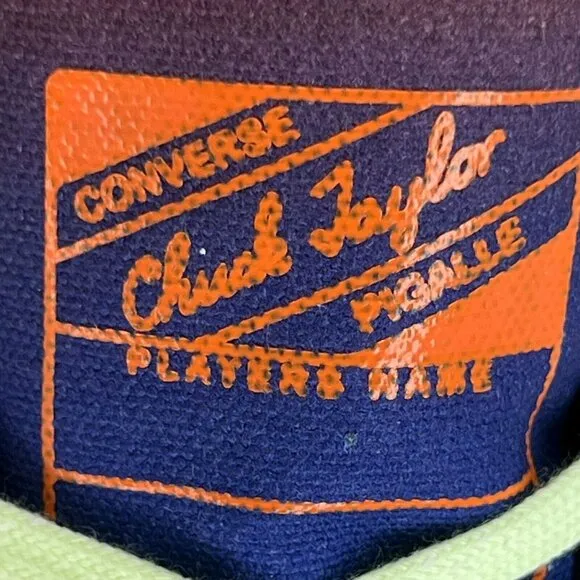 CONVERSE
Chuck Taylor
PIGALLE
PLAYERS NAME